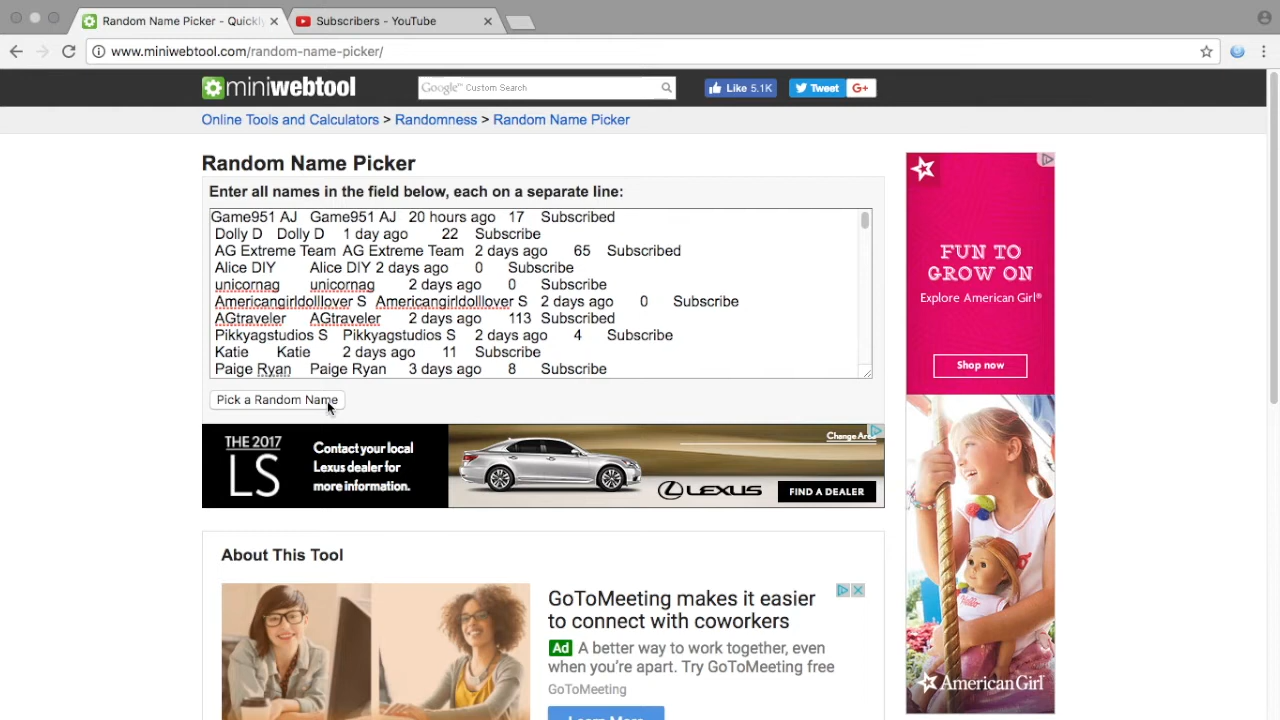 Random Name Picker - Quickly
Subscribers - YouTube
www.miniwebtool.com/random-name-picker/
miniwebtool
Google™ Custom Search
Like 5.1K
Tweet
G+
Online Tools and Calculators > Randomness > Random Name Picker
Random Name Picker
Enter all names in the field below, each on a separate line:
Game951 AJ Game951 AJ 20 hours ago 17 Subscribed
Dolly D Dolly D 1 day ago 22 Subscribe
AG Extreme Team AG Extreme Team 2 days ago 65 Subscribed
Alice DIY Alice DIY 2 days ago 0 Subscribe
unicornag unicornag 2 days ago 0 Subscribe
Americangirldolllover S Americangirldolllover S 2 days ago 0 Subscribe
AGtraveler AGtraveler 2 days ago 113 Subscribed
Pikkyagstudios S Pikkyagstudios S 2 days ago 4 Subscribe
Katie Katie 2 days ago 11 Subscribe
Paige Ryan Paige Ryan 3 days ago 8 Subscribe
Pick a Random Name
THE 2017
LS
Contact your local
Lexus dealer for
more information.
Change Area
LEXUS
FIND A DEALER
FUN TO
GROW ON
Explore American Girl®
Shop now
American Girl
About This Tool
GoToMeeting makes it easier
to connect with coworkers
Ad A better way to work together, even
when you're apart. Try GoToMeeting free
GoToMeeting
Learn More